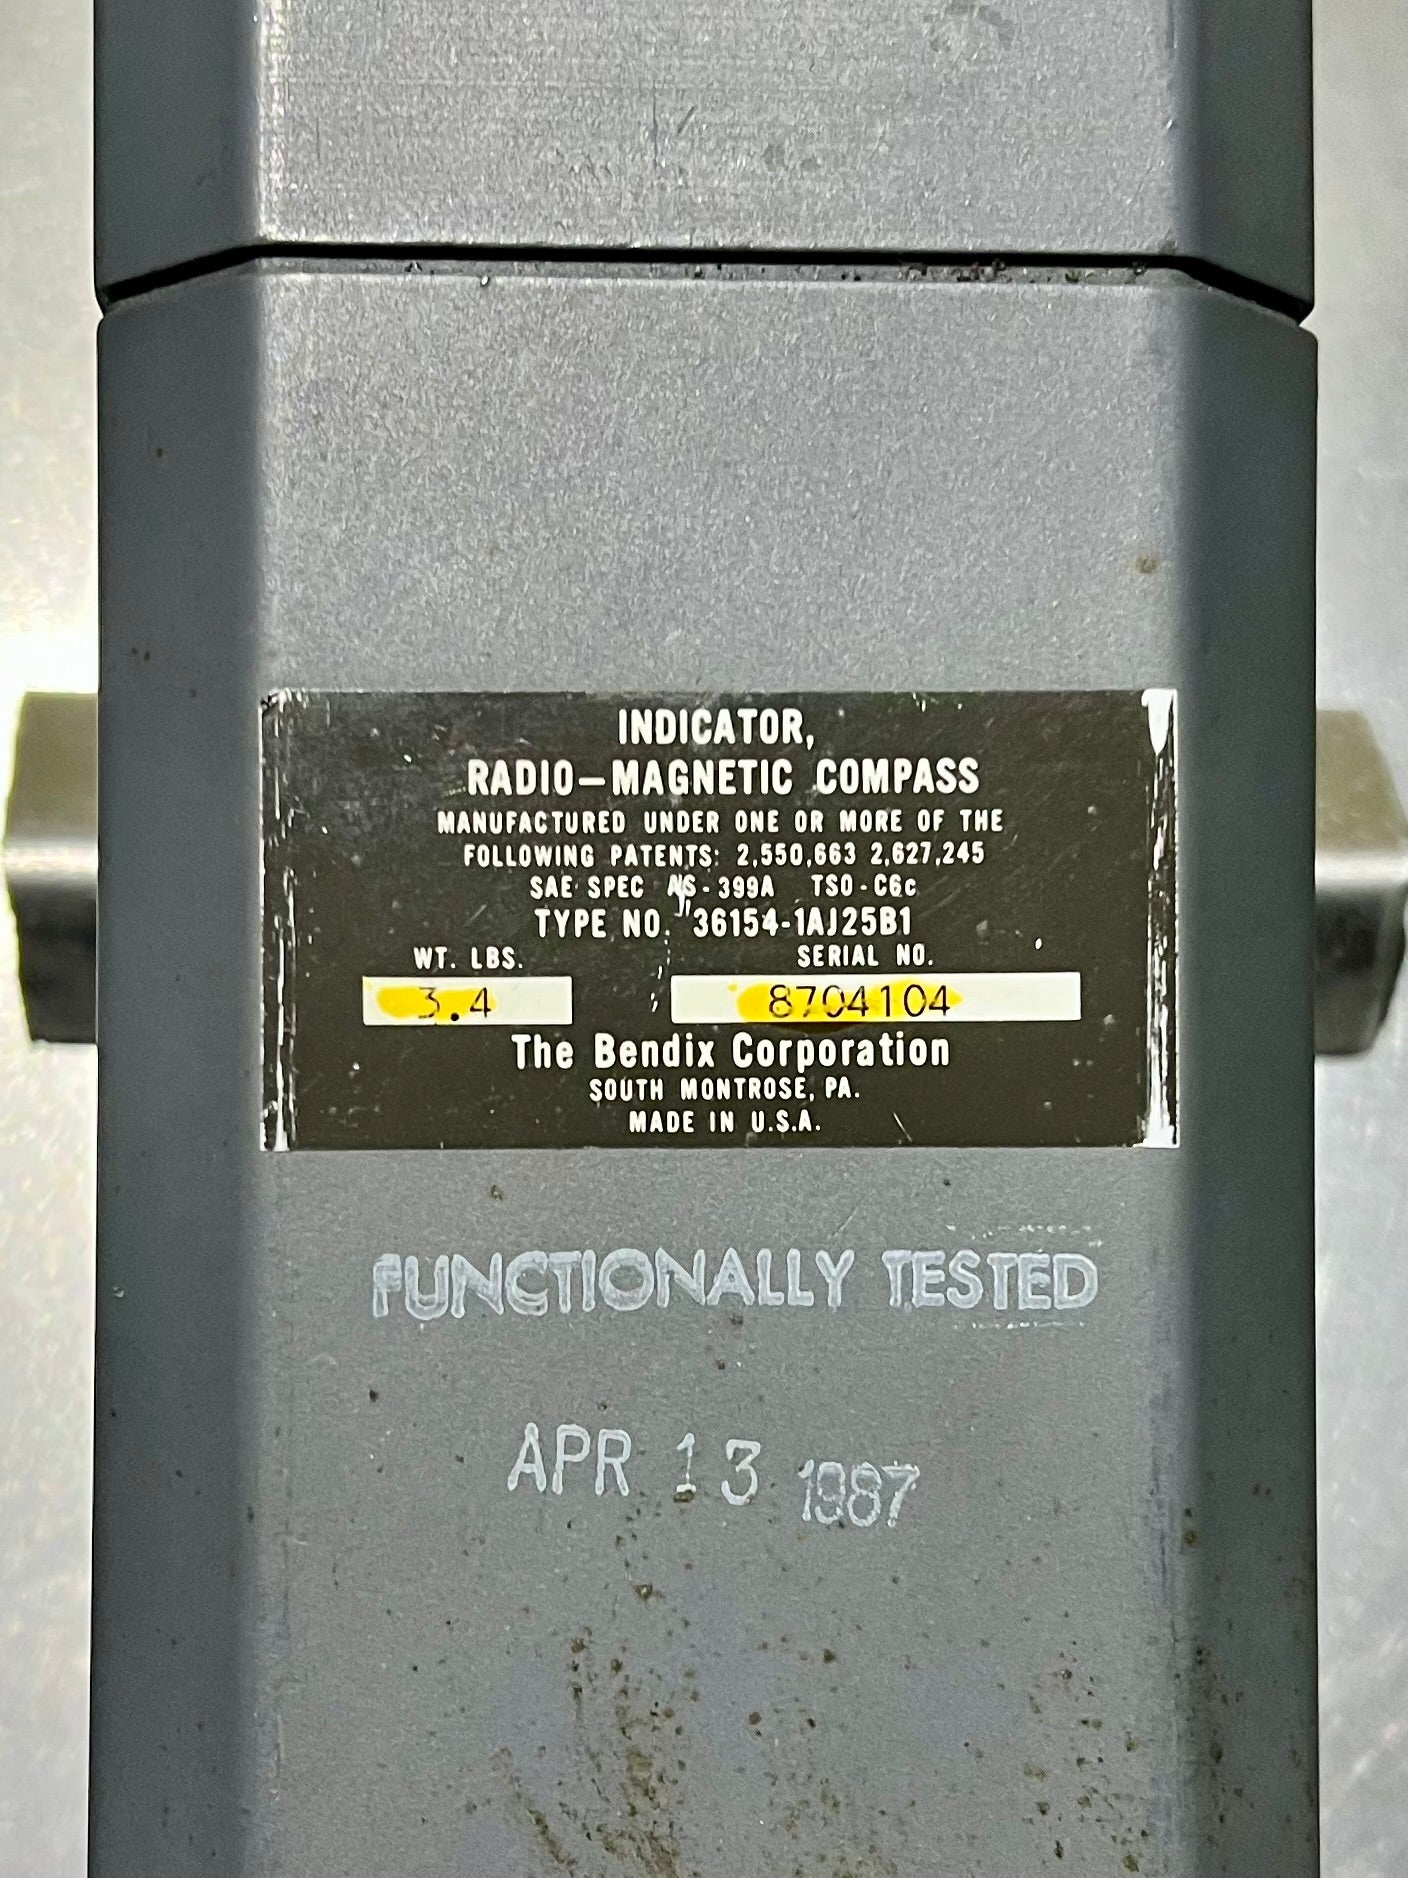 INDICATOR,
RADIO-MAGNETIC COMPASS
MANUFACTURED UNDER ONE OR MORE OF THE
FOLLOWING PATENTS: 2,550,663 2,627,245
SAE SPEC AS-399A TSO-C6c
TYPE NO. 36154-1AJ25B1
WT. LBS. SERIAL NO.
3.4 8704104
The Bendix Corporation
SOUTH MONTROSE, PA.
MADE IN U.S.A.
FUNCTIONALLY TESTED
APR 13 1987